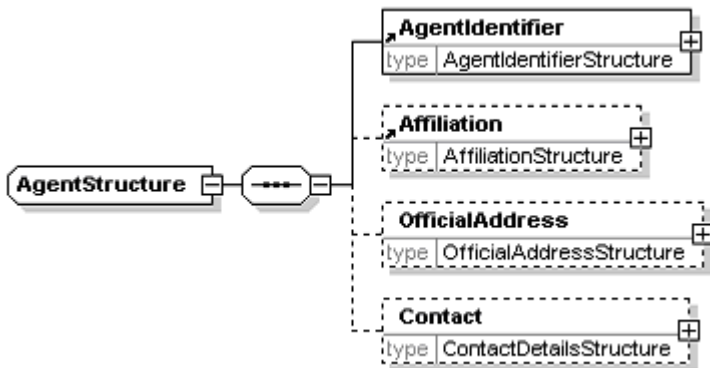 AgentIdentifier
type AgentIdentifierStructure
Affiliation
type AffiliationStructure
AgentStructure
OfficialAddress
type OfficialAddressStructure
Contact
type ContactDetailsStructure